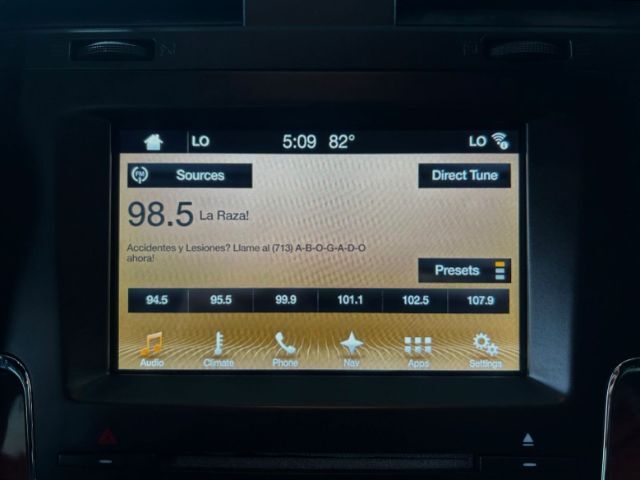 LO 5:09 82° LO
FM Sources Direct Tune
98.5 La Raza!
Accidentes y Lesiones? Llame al (713) A-B-O-G-A-D-O
ahora!
Presets
94.5 95.5 99.9 101.1 102.5 107.9
Audio Climate Phone Nav Apps Settings